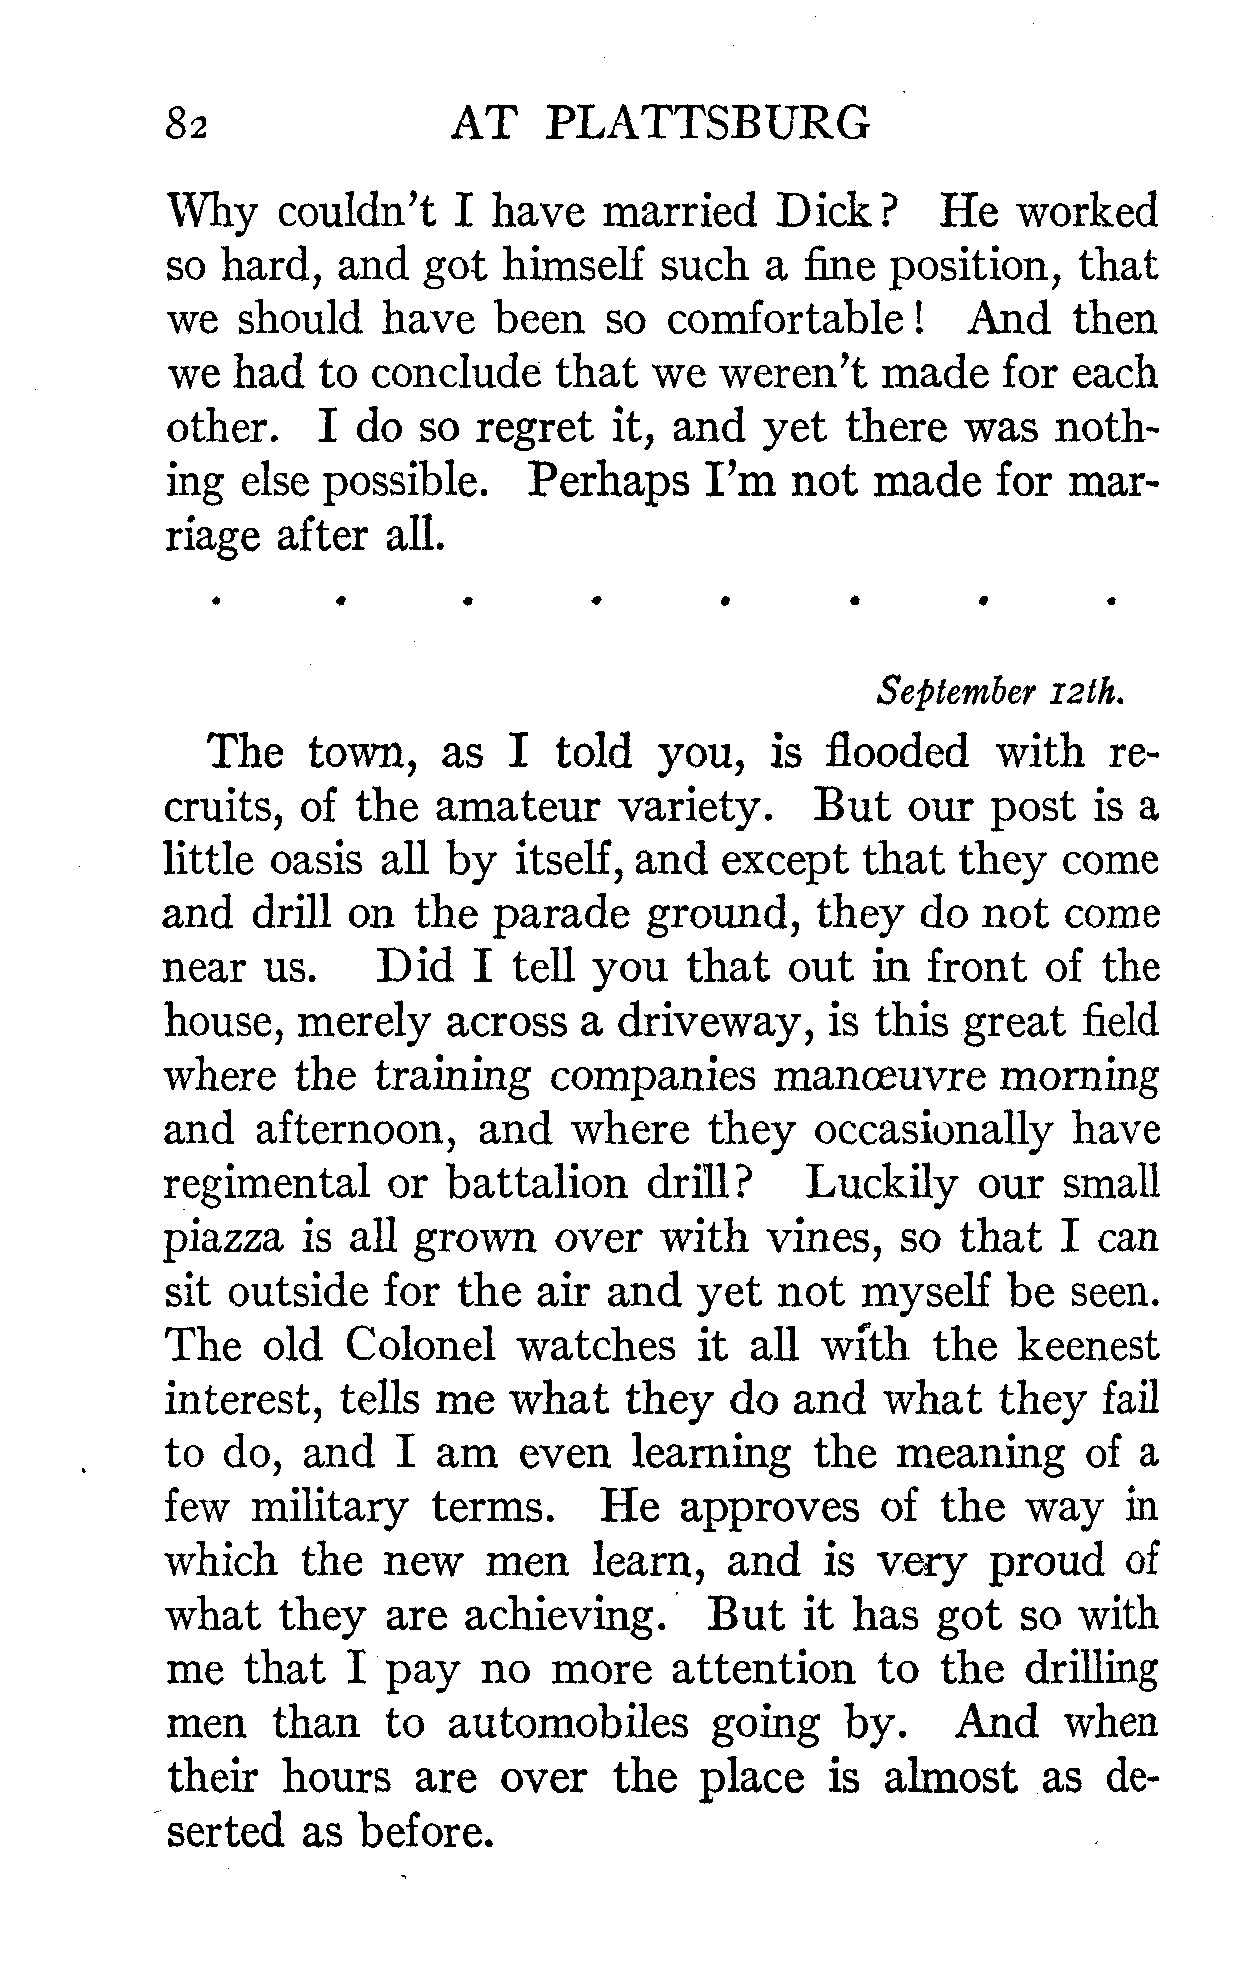 82 AT PLATTSBURG
Why couldn't I have married Dick? He worked
so hard, and got himself such a fine position, that
we should have been so comfortable! And then
we had to conclude that we weren't made for each
other. I do so regret it, and yet there was noth-
ing else possible. Perhaps I'm not made for mar-
riage after all.
. . . . . . . .
September 12th.
The town, as I told you, is flooded with re-
cruits, of the amateur variety. But our post is a
little oasis all by itself, and except that they come
and drill on the parade ground, they do not come
near us. Did I tell you that out in front of the
house, merely across a driveway, is this great field
where the training companies manœuvre morning
and afternoon, and where they occasionally have
regimental or battalion drill? Luckily our small
piazza is all grown over with vines, so that I can
sit outside for the air and yet not myself be seen.
The old Colonel watches it all with the keenest
interest, tells me what they do and what they fail
to do, and I am even learning the meaning of a
few military terms. He approves of the way in
which the new men learn, and is very proud of
what they are achieving. But it has got so with
me that I pay no more attention to the drilling
men than to automobiles going by. And when
their hours are over the place is almost as de-
serted as before.